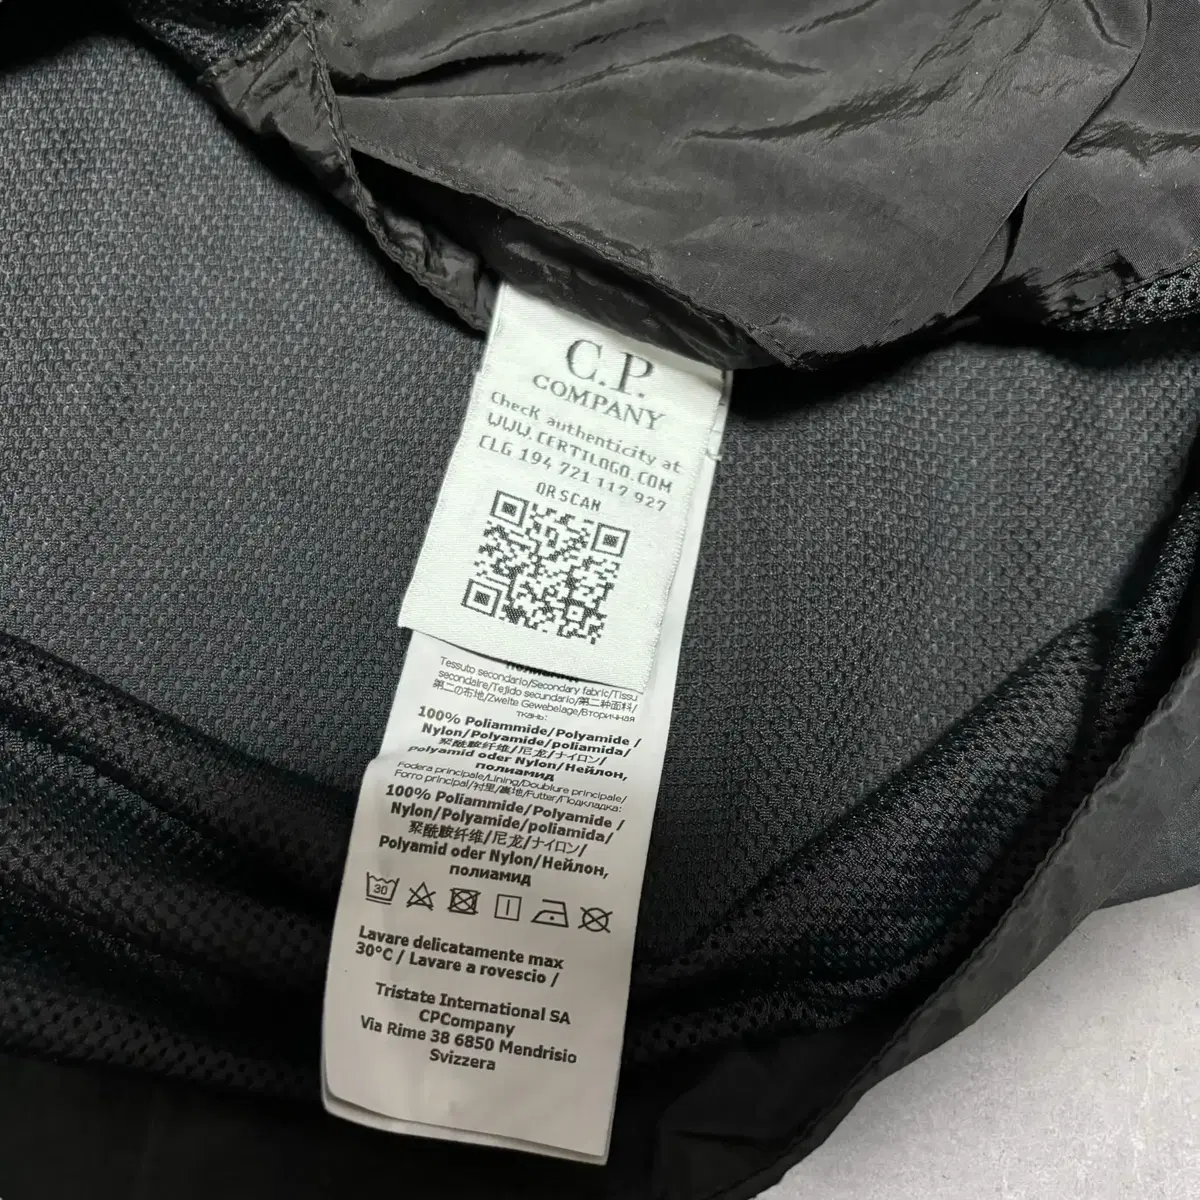 C.P.
COMPANY
Check authenticity at
WWW.CERTILOGO.COM
CLG 194 721 117 927
QR SCAN
Tessuto secondario/Secondary fabric/Tissu
secondaire/Tejido secundario/第二种面料/
第二の布地/Zweite Gewebelage/Вторичная
ткань:
100% Poliammide/Polyamide /
Nylon/Polyamide/poliamida/
聚酰胺纤维/尼龙/ナイロン/
Polyamid oder Nylon/Нейлон,
полиамид
Fodera principale/Lining/Doublure principale/
Forro principal/衬里/裏地/Futter/Подкладка:
100% Poliammide/Polyamide /
Nylon/Polyamide/poliamida/
聚酰胺纤维/尼龙/ナイロン/
Polyamid oder Nylon/Нейлон,
полиамид
30
Lavare delicatamente max
30°C / Lavare a rovescio /
Tristate International SA
CPCompany
Via Rime 38 6850 Mendrisio
Svizzera